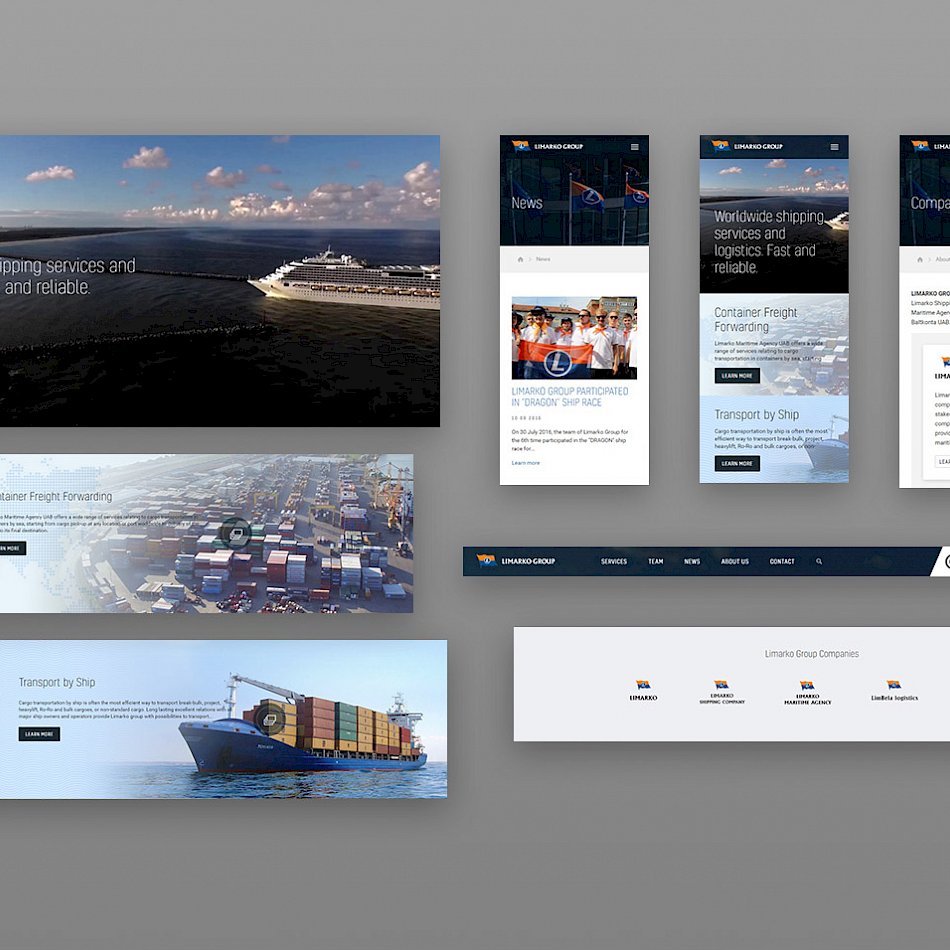 ipping services and
and reliable.
ntainer Freight Forwarding
o Maritime Agency UAB offers a wide range of services relating to cargo transportation
ners by sea, starting from cargo pick-up at any location or port worldwide
o its final destination.
RN MORE
Transport by Ship
Cargo transportation by ship is often the most efficient way to transport break-bulk, project,
heavylift, Ro-Ro and bulk cargoes, or non-standard cargo. Long lasting excellent relations with
major ship owners and operators provide Limarko group with possibilities to transport...
LEARN MORE
LIMARKO GROUP
News
News
LIMARKO GROUP PARTICIPATED
IN "DRAGON" SHIP RACE
On 30 July 2016, the team of Limarko Group for
the 6th time participated in the "DRAGON" ship
race for...
Learn more
LIMARKO GROUP
Worldwide shipping
services and
logistics. Fast and
reliable.
Container Freight
Forwarding
Limarko Maritime Agency UAB offers a wide
range of services relating to cargo
transportation in containers by sea, starting
LEARN MORE
Transport by Ship
Cargo transportation by ship is often the most
efficient way to transport break-bulk, project,
heavylift, Ro-Ro and bulk cargoes, or non-
LEARN MORE
LIMA
Compa
About
LIMARKO GRO
Limarko Shippi
Maritime Agen
Baltkonta UAB
LIMA
Limar
comp
stake
comp
provid
marit
LEA
LIMARKO GROUP SERVICES TEAM NEWS ABOUT US CONTACT
Limarko Group Companies
LIMARKO
LIMARKO
SHIPPING COMPANY
LIMARKO
MARITIME AGENCY
LimBeta logistics